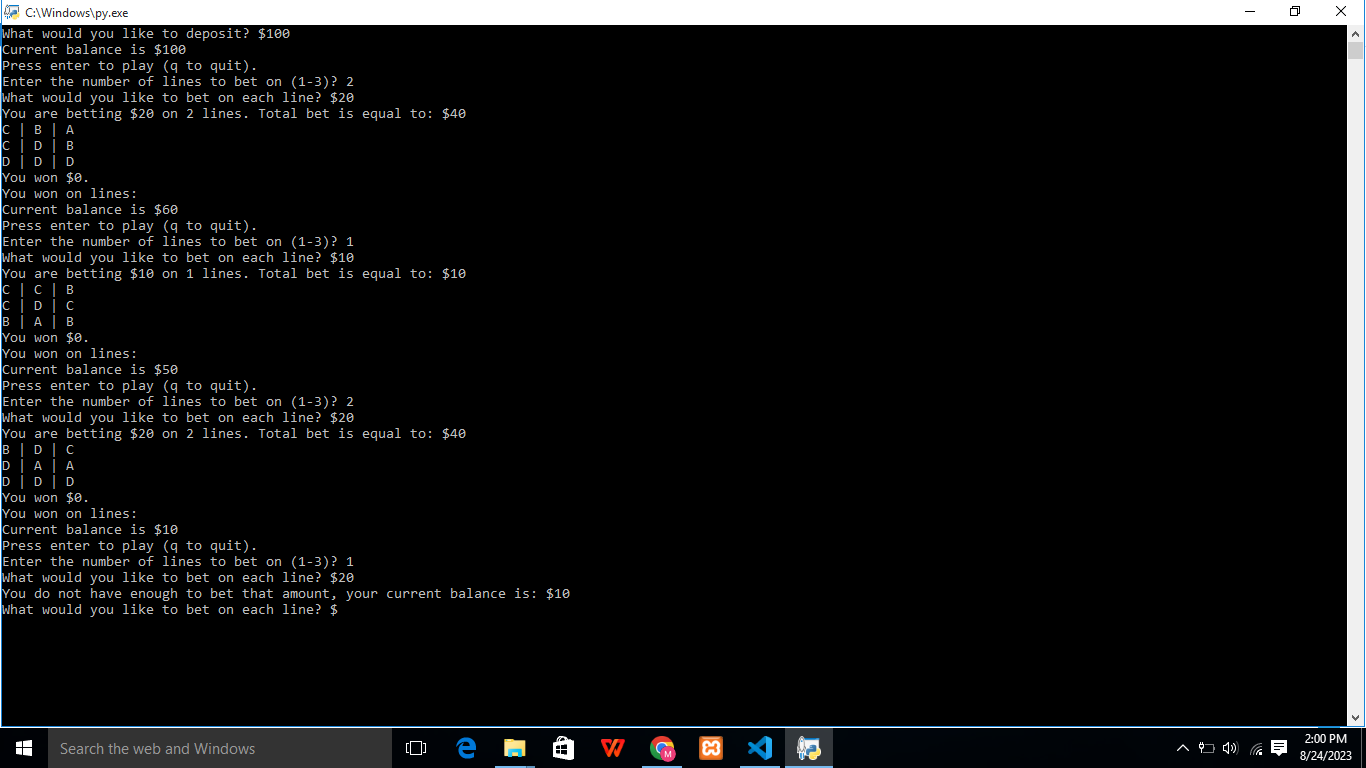 C:\Windows\py.exe
What would you like to deposit? $100
Current balance is $100
Press enter to play (q to quit).
Enter the number of lines to bet on (1-3)? 2
What would you like to bet on each line? $20
You are betting $20 on 2 lines. Total bet is equal to: $40
C | B | A
C | D | B
D | D | D
You won $0.
You won on lines:
Current balance is $60
Press enter to play (q to quit).
Enter the number of lines to bet on (1-3)? 1
What would you like to bet on each line? $10
You are betting $10 on 1 lines. Total bet is equal to: $10
C | C | B
C | D | C
B | A | B
You won $0.
You won on lines:
Current balance is $50
Press enter to play (q to quit).
Enter the number of lines to bet on (1-3)? 2
What would you like to bet on each line? $20
You are betting $20 on 2 lines. Total bet is equal to: $40
B | D | C
D | A | A
D | D | D
You won $0.
You won on lines:
Current balance is $10
Press enter to play (q to quit).
Enter the number of lines to bet on (1-3)? 1
What would you like to bet on each line? $20
You do not have enough to bet that amount, your current balance is: $10
What would you like to bet on each line? $
Search the web and Windows
M
2:00 PM
8/24/2023